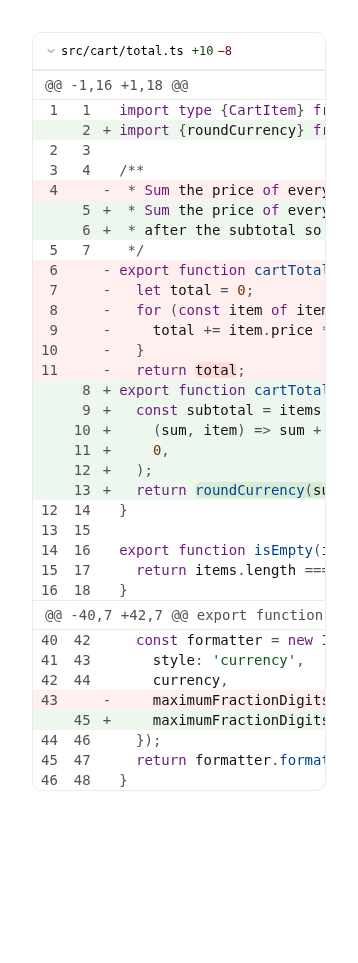 src/cart/total.ts +10 −8
@@ -1,16 +1,18 @@
1 1 import type {CartItem}
2 + import {roundCurrency}
2 3
3 4 /**
4 - * Sum the price of every
5 + * Sum the price of every
6 + * after the subtotal so
5 7 */
6 - export function cartTotal
7 - let total = 0;
8 - for (const item of item
9 - total += item.price
10 - }
11 - return total;
8 + export function cartTotal
9 + const subtotal = items
10 + (sum, item) => sum +
11 + 0,
12 + );
13 + return roundCurrency(
12 14 }
13 15
14 16 export function isEmpty(
15 17 return items.length ===
16 18 }
@@ -40,7 +42,7 @@ export function
40 42 const formatter = new
41 43 style: 'currency',
42 44 currency,
43 - maximumFractionDigits
45 + maximumFractionDigits
44 46 });
45 47 return formatter.format
46 48 }